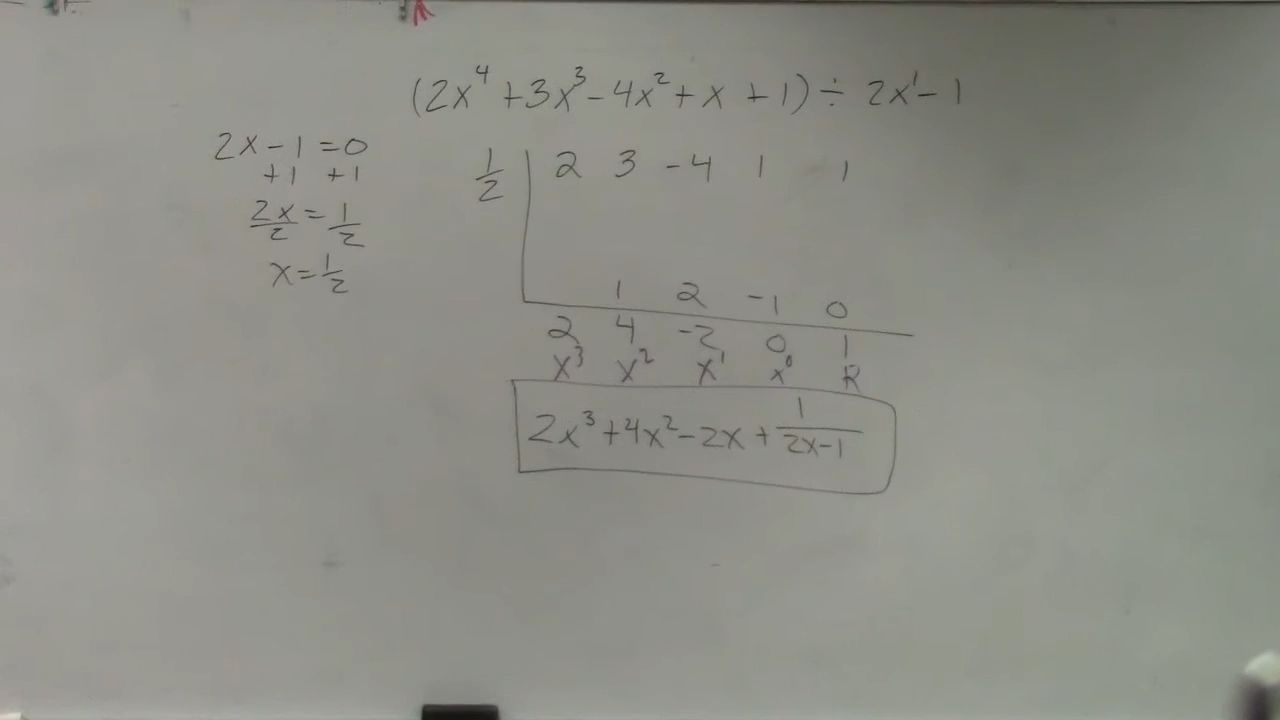 (2x⁴ + 3x³ - 4x² + x + 1) ÷ 2x¹ - 1
2x - 1 = 0
+1 +1
2x/2 = 1/2
x = 1/2
1/2 | 2 3 -4 1 1
1 2 -1 0
2 4 -2 0 1
x³ x² x¹ x⁰ R
2x³ + 4x² - 2x + 1/(2x-1)